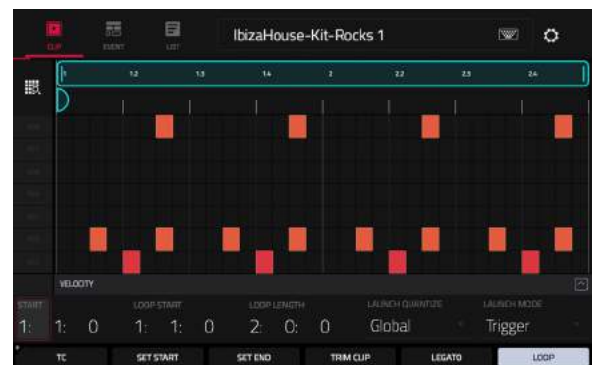 IbizaHouse-Kit-Rocks 1
CLIP EVENT LIST
1 1.2 1.3 1.4 2 2.2 2.3 2.4
VELOCITY
START LOOP START LOOP LENGTH LAUNCH QUANTIZE LAUNCH MODE
1: 1: 0 1: 1: 0 2: 0: 0 Global Trigger
TC SET START SET END TRIM CLIP LEGATO LOOP